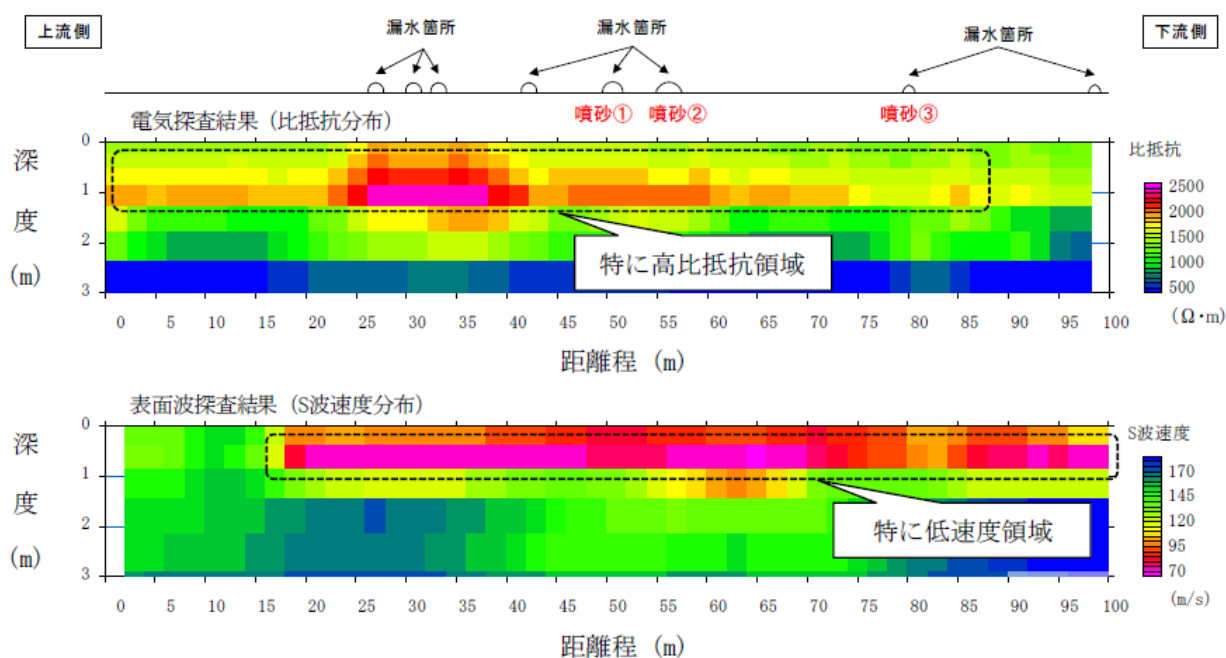 上流側
漏水箇所
漏水箇所
漏水箇所
下流側
噴砂①
噴砂②
噴砂③
電気探査結果（比抵抗分布）
深
度
(m)
0
1
2
3
特に高比抵抗領域
比抵抗
2500
2000
1500
1000
500
(Ω・m)
0 5 10 15 20 25 30 35 40 45 50 55 60 65 70 75 80 85 90 95 100
距離程 (m)
表面波探査結果（S波速度分布）
深
度
(m)
0
1
2
3
特に低速度領域
S波速度
170
145
120
95
70
(m/s)
0 5 10 15 20 25 30 35 40 45 50 55 60 65 70 75 80 85 90 95 100
距離程 (m)